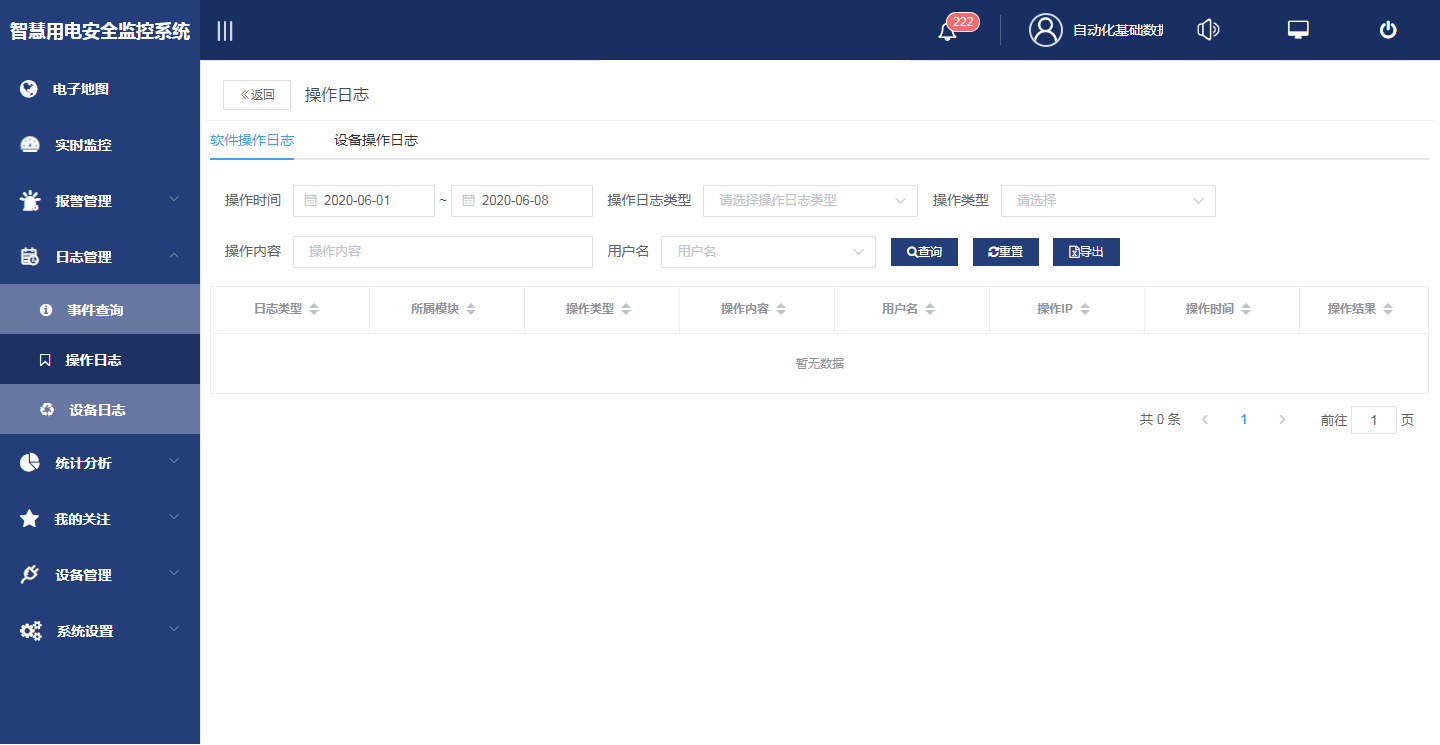 智慧用电安全监控系统
222
自动化基础数据
电子地图
实时监控
报警管理
日志管理
事件查询
操作日志
设备日志
统计分析
我的关注
设备管理
系统设置
返回 操作日志
软件操作日志 设备操作日志
操作时间 2020-06-01 ~ 2020-06-08 操作日志类型 请选择操作日志类型 操作类型 请选择
操作内容 操作内容 用户名 用户名 查询 重置 导出
日志类型 所属模块 操作类型 操作内容 用户名 操作IP 操作时间 操作结果
暂无数据
共 0 条 1 前往 1 页